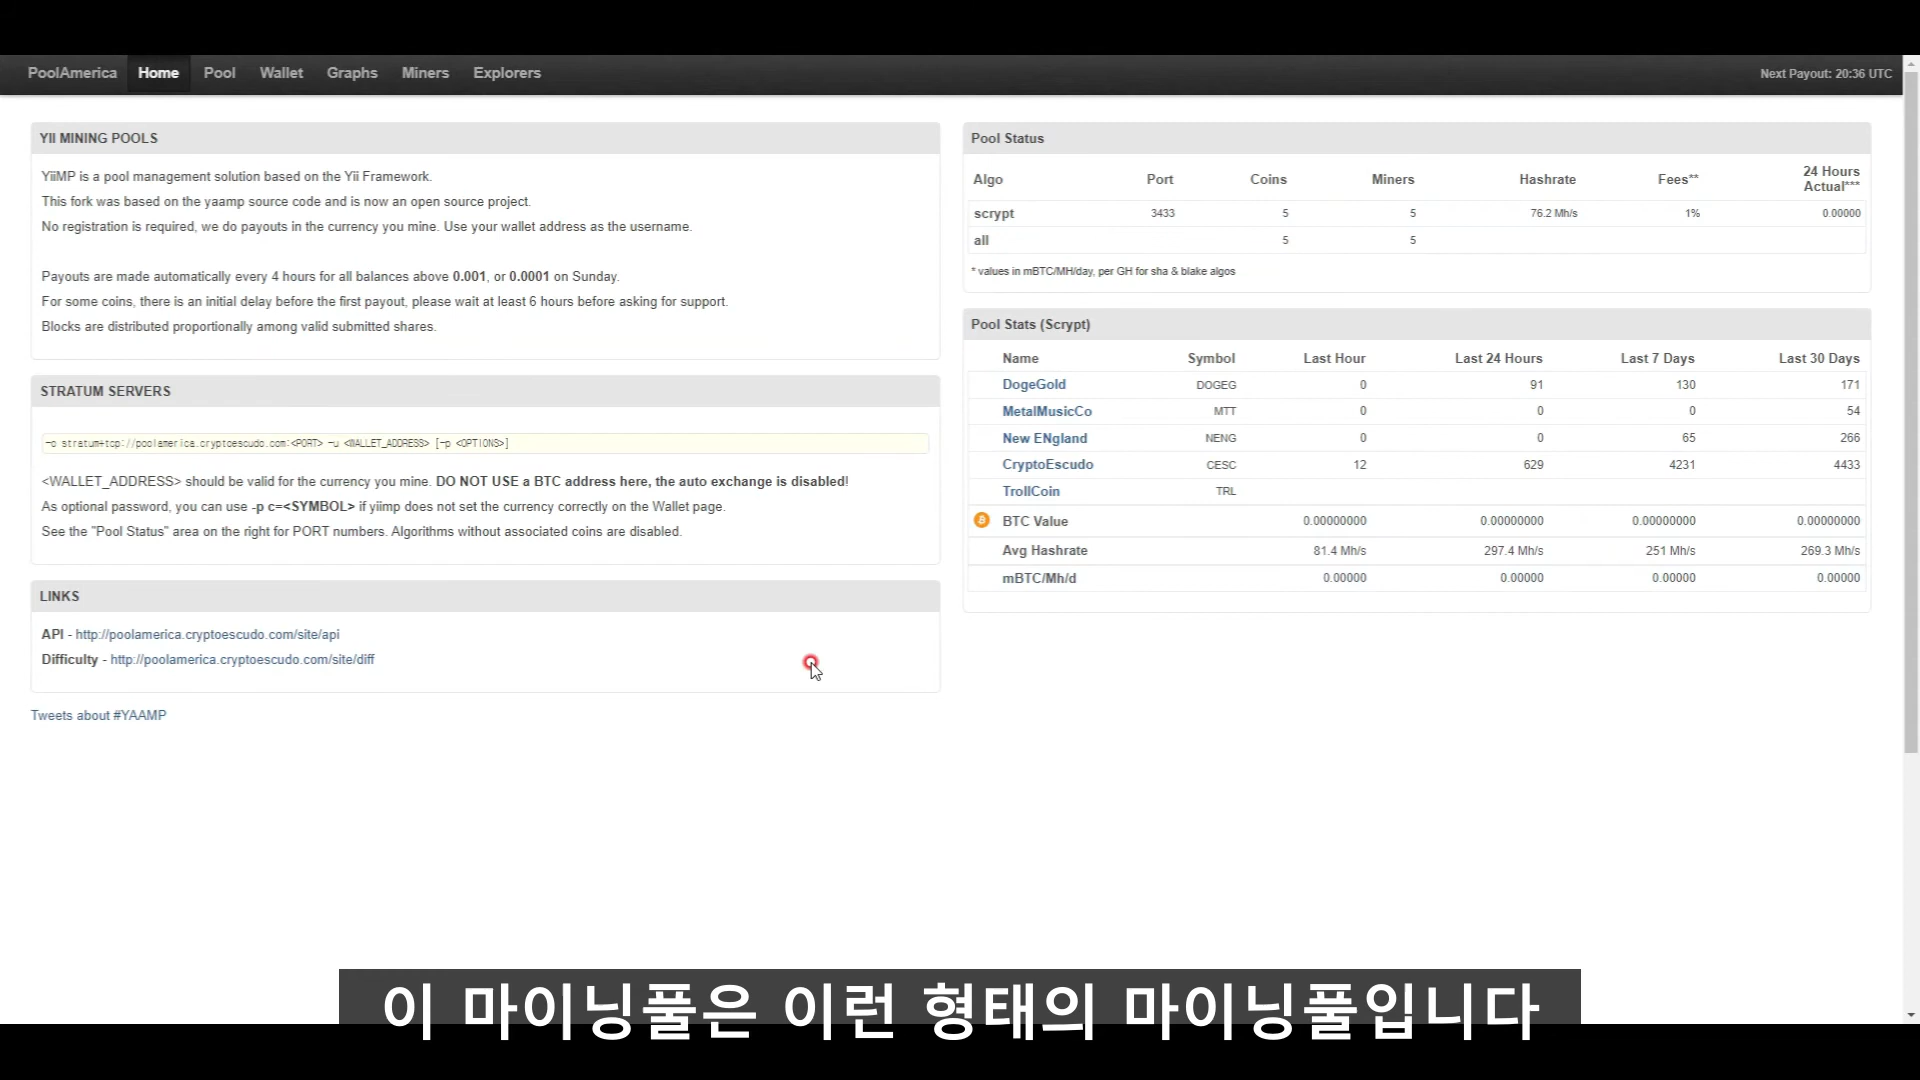 PoolAmerica Home Pool Wallet Graphs Miners Explorers Next Payout: 20:36 UTC
YII MINING POOLS
YiiMP is a pool management solution based on the Yii Framework.
This fork was based on the yaamp source code and is now an open source project.
No registration is required, we do payouts in the currency you mine. Use your wallet address as the username.
Payouts are made automatically every 4 hours for all balances above 0.001, or 0.0001 on Sunday.
For some coins, there is an initial delay before the first payout, please wait at least 6 hours before asking for support.
Blocks are distributed proportionally among valid submitted shares.
STRATUM SERVERS
-o stratum+tcp://poolamerica.cryptoescudo.com:<PORT> -u <WALLET_ADDRESS> [-p <OPTIONS>]
<WALLET_ADDRESS> should be valid for the currency you mine. DO NOT USE a BTC address here, the auto exchange is disabled!
As optional password, you can use -p c=<SYMBOL> if yiimp does not set the currency correctly on the Wallet page.
See the "Pool Status" area on the right for PORT numbers. Algorithms without associated coins are disabled.
LINKS
API - http://poolamerica.cryptoescudo.com/site/api
Difficulty - http://poolamerica.cryptoescudo.com/site/diff
Tweets about #YAAMP
Pool Status
Algo Port Coins Miners Hashrate Fees** 24 Hours
Actual***
scrypt 3433 5 5 76.2 Mh/s 1% 0.00000
all 5 5
* values in mBTC/MH/day, per GH for sha & blake algos
Pool Stats (Scrypt)
Name Symbol Last Hour Last 24 Hours Last 7 Days Last 30 Days
DogeGold DOGEG 0 91 130 171
MetalMusicCo MTT 0 0 0 54
New ENgland NENG 0 0 65 266
CryptoEscudo CESC 12 629 4231 4433
TrollCoin TRL
BTC Value 0.00000000 0.00000000 0.00000000 0.00000000
Avg Hashrate 81.4 Mh/s 297.4 Mh/s 251 Mh/s 269.3 Mh/s
mBTC/Mh/d 0.00000 0.00000 0.00000 0.00000
이 마이닝풀은 이런 형태의 마이닝풀입니다